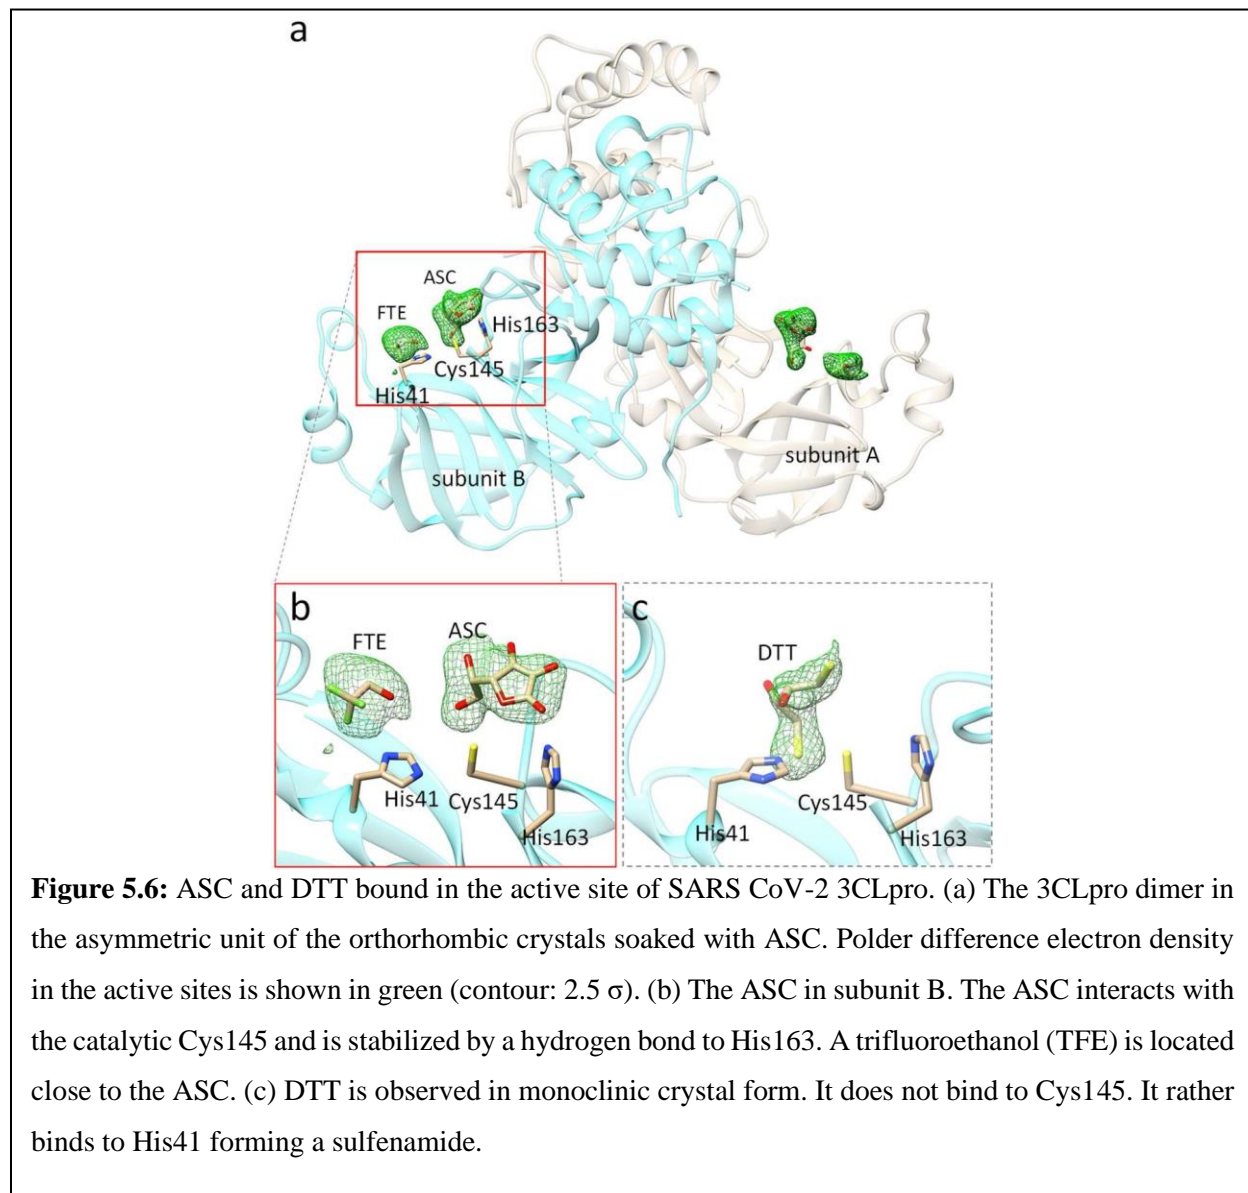 a
ASC
FTE
His163
Cys145
His41
subunit A
subunit B
b
FTE
ASC
His41
Cys145
His163
c
DTT
Cys145
His41
His163
Figure 5.6: ASC and DTT bound in the active site of SARS CoV-2 3CLpro. (a) The 3CLpro dimer in
the asymmetric unit of the orthorhombic crystals soaked with ASC. Polder difference electron density
in the active sites is shown in green (contour: 2.5 σ). (b) The ASC in subunit B. The ASC interacts with
the catalytic Cys145 and is stabilized by a hydrogen bond to His163. A trifluoroethanol (TFE) is located
close to the ASC. (c) DTT is observed in monoclinic crystal form. It does not bind to Cys145. It rather
binds to His41 forming a sulfenamide.